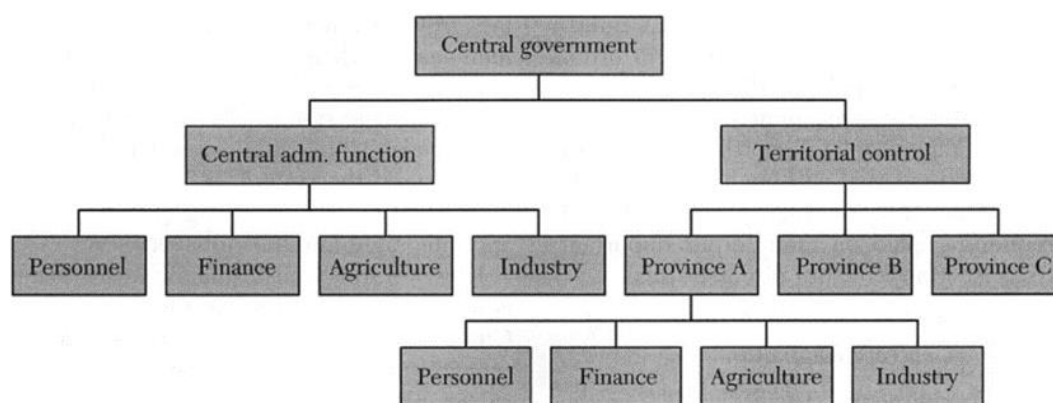 Central government
Central adm. function
Territorial control
Personnel
Finance
Agriculture
Industry
Province A
Province B
Province C
Personnel
Finance
Agriculture
Industry